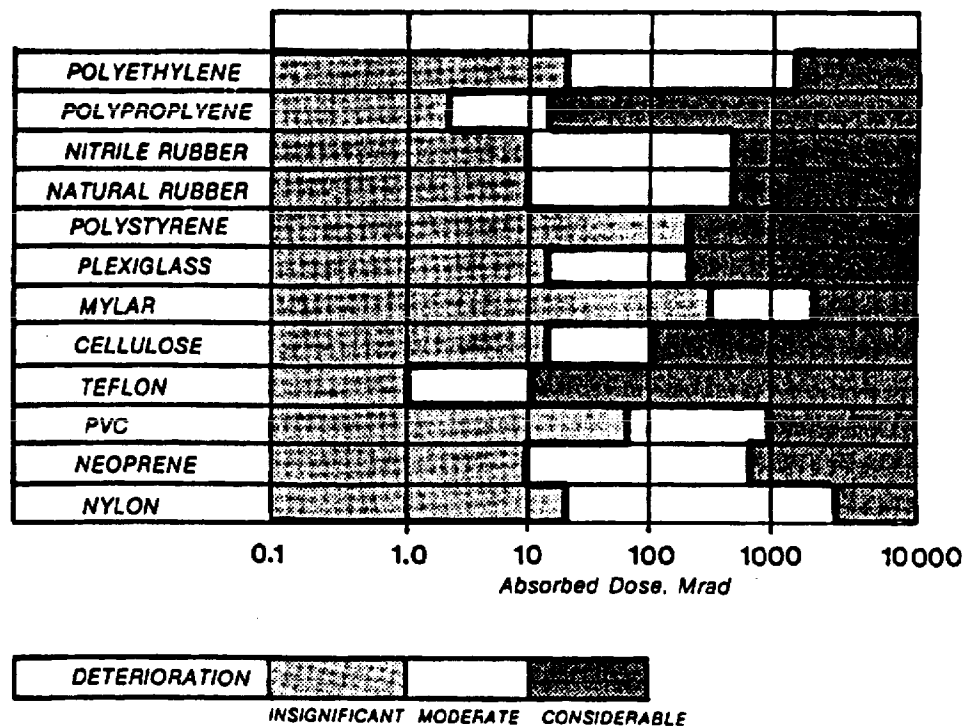 POLYETHYLENE
POLYPROPLYENE
NITRILE RUBBER
NATURAL RUBBER
POLYSTYRENE
PLEXIGLASS
MYLAR
CELLULOSE
TEFLON
PVC
NEOPRENE
NYLON
0.1 1.0 10 100 1000 10000
Absorbed Dose, Mrad
DETERIORATION
INSIGNIFICANT MODERATE CONSIDERABLE